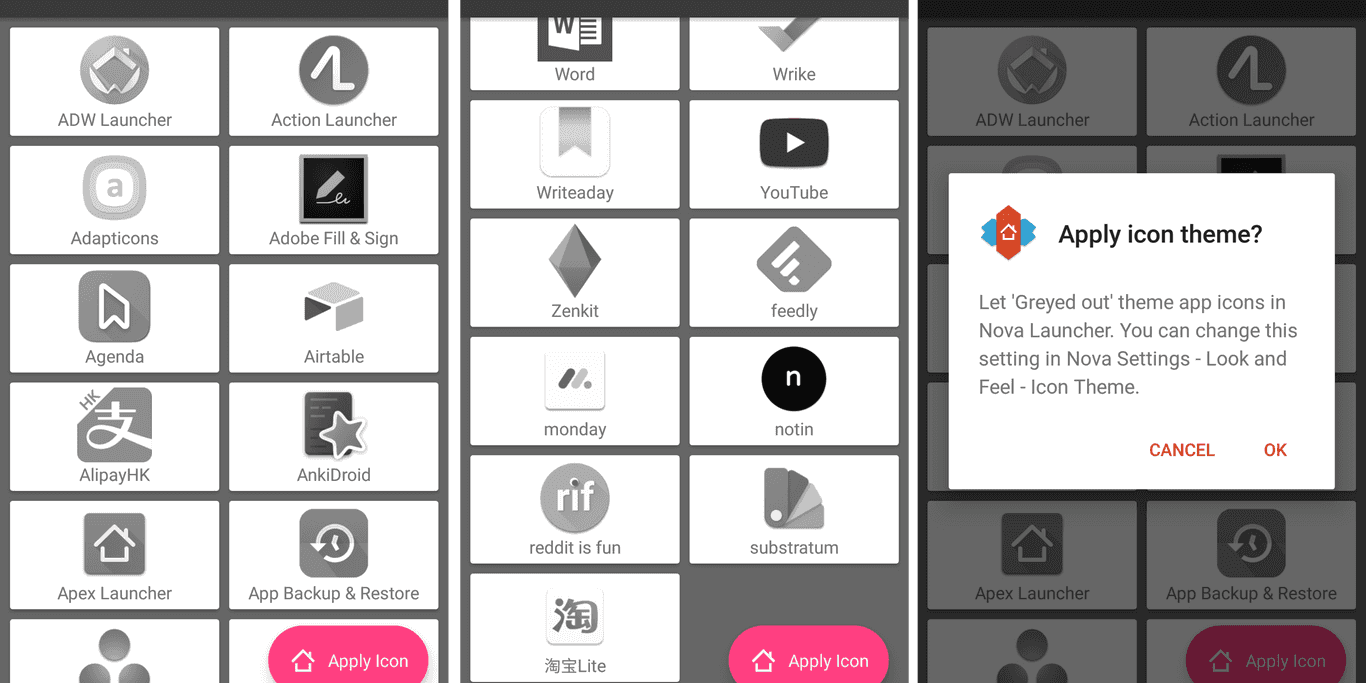 ADW Launcher
Action Launcher
a
Adapticons
Adobe Fill & Sign
Agenda
Airtable
HK
支
AlipayHK
AnkiDroid
Apex Launcher
App Backup & Restore
Apply Icon
W
Word
Wrike
Writeaday
YouTube
Zenkit
feedly
monday
n
notin
rif
reddit is fun
substratum
淘
淘宝Lite
Apply Icon
ADW Launcher
Action Launcher
Apply icon theme?
Let 'Greyed out' theme app icons in
Nova Launcher. You can change this
setting in Nova Settings - Look and
Feel - Icon Theme.
CANCEL
OK
Apex Launcher
App Backup & Restore
Apply Icon